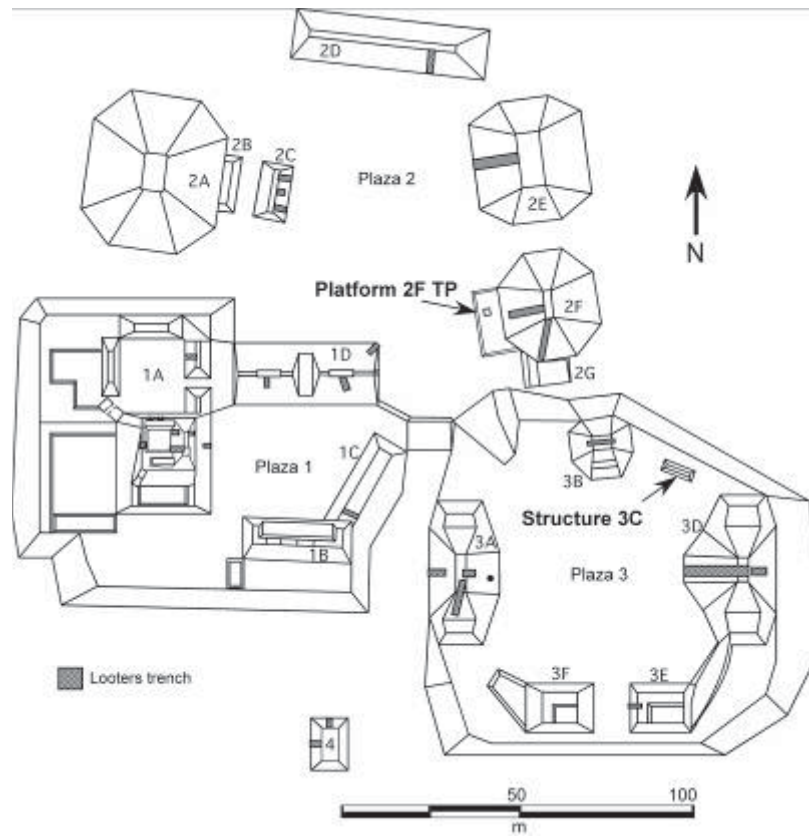 2D
2B
2C
2A
Plaza 2
2E
N
Platform 2F TP
2F
1D
2G
1A
1C
Plaza 1
3B
Structure 3C
3D
1B
3A
Plaza 3
Looters trench
3F
3E
4
50
100
m